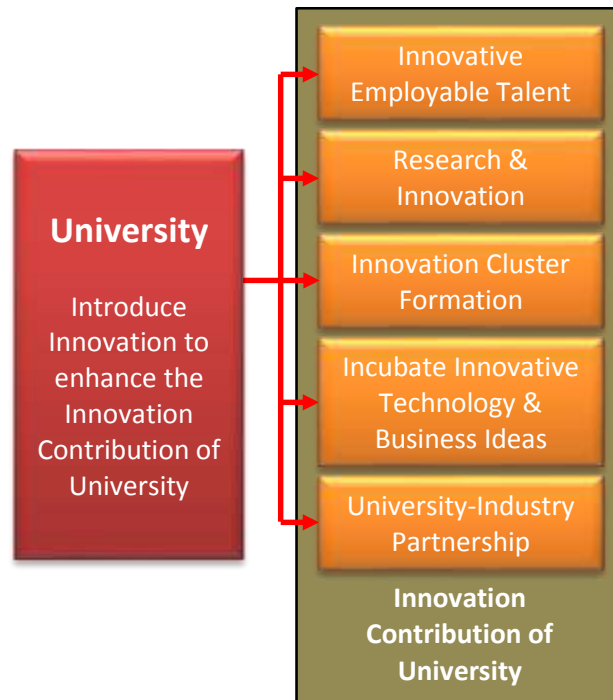 University
Introduce
Innovation to
enhance the
Innovation
Contribution of
University
Innovative
Employable Talent
Research &
Innovation
Innovation Cluster
Formation
Incubate Innovative
Technology &
Business Ideas
University-Industry
Partnership
Innovation
Contribution of
University